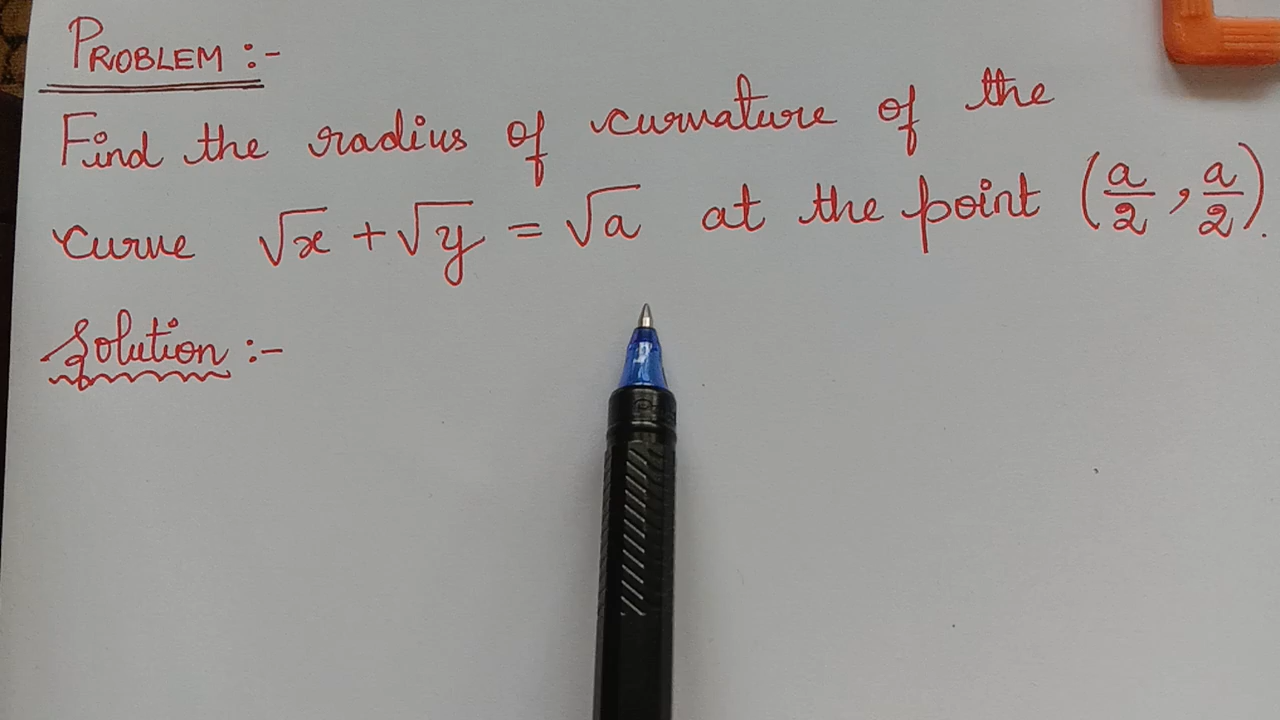 PROBLEM :-
Find the radius of curvature of the
curve √x + √y = √a at the point (a/2, a/2).
Solution :-